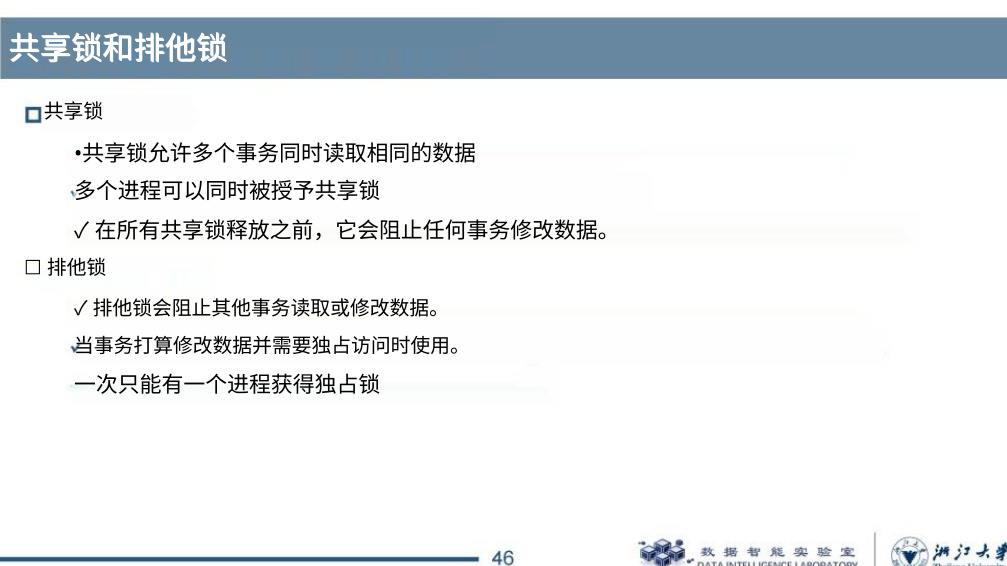 共享锁和排他锁
共享锁
•共享锁允许多个事务同时读取相同的数据
多个进程可以同时被授予共享锁
✓ 在所有共享锁释放之前，它会阻止任何事务修改数据。
□ 排他锁
✓ 排他锁会阻止其他事务读取或修改数据。
当事务打算修改数据并需要独占访问时使用。
一次只能有一个进程获得独占锁
46
数据智能实验室
DATA INTELLIGENCE LABORATORY
浙江大学